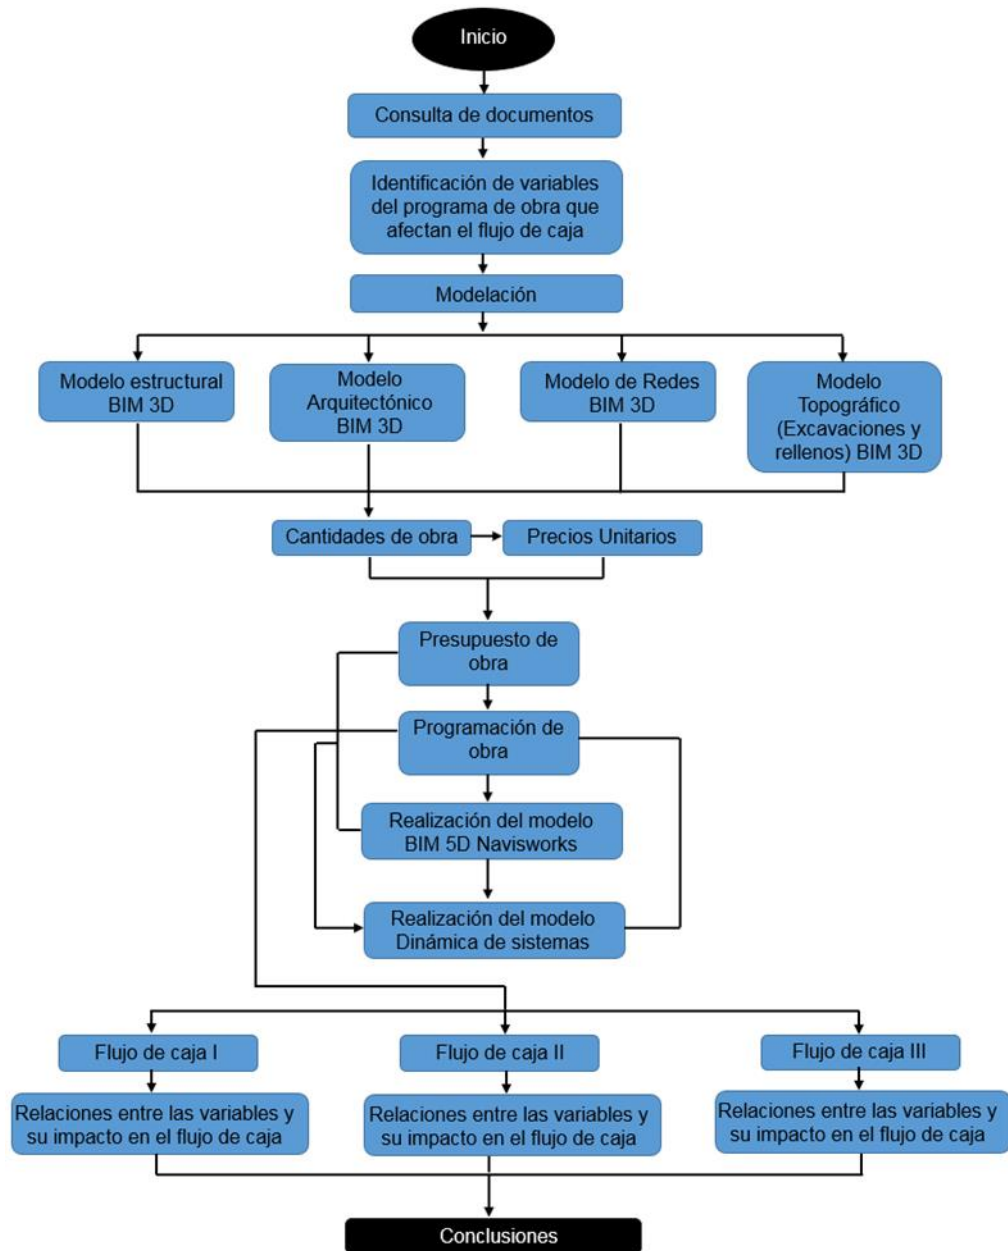 Inicio
Consulta de documentos
Identificación de variables
del programa de obra que
afectan el flujo de caja
Modelación
Modelo estructural
BIM 3D
Modelo
Arquitectónico
BIM 3D
Modelo de Redes
BIM 3D
Modelo
Topográfico
(Excavaciones y
rellenos) BIM 3D
Cantidades de obra
Precios Unitarios
Presupuesto de
obra
Programación de
obra
Realización del modelo
BIM 5D Navisworks
Realización del modelo
Dinámica de sistemas
Flujo de caja I
Flujo de caja II
Flujo de caja III
Relaciones entre las variables y
su impacto en el flujo de caja
Relaciones entre las variables y
su impacto en el flujo de caja
Relaciones entre las variables y
su impacto en el flujo de caja
Conclusiones